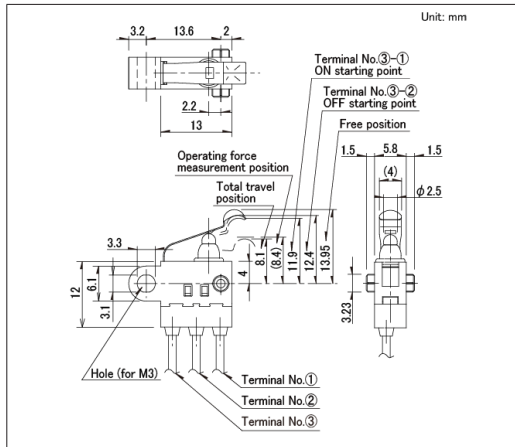 Unit: mm
3.2
13.6
2
Terminal No.③-①
ON starting point
Terminal No.③-②
OFF starting point
2.2
13
Free position
1.5
5.8
1.5
Operating force
measurement position
(4)
Total travel
position
φ2.5
3.3
8.1
(8.4)
11.9
12.4
13.95
12
6.1
3.1
4
3.23
Hole (for M3)
Terminal No.①
Terminal No.②
Terminal No.③